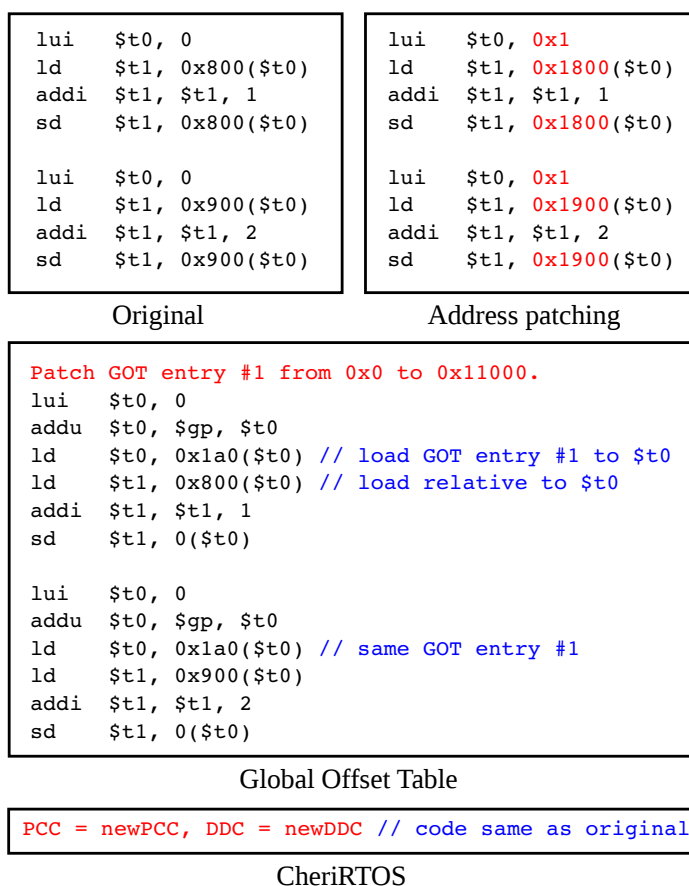 lui $t0, 0
ld $t1, 0x800($t0)
addi $t1, $t1, 1
sd $t1, 0x800($t0)
lui $t0, 0
ld $t1, 0x900($t0)
addi $t1, $t1, 2
sd $t1, 0x900($t0)
Original
lui $t0, 0x1
ld $t1, 0x1800($t0)
addi $t1, $t1, 1
sd $t1, 0x1800($t0)
lui $t0, 0x1
ld $t1, 0x1900($t0)
addi $t1, $t1, 2
sd $t1, 0x1900($t0)
Address patching
Patch GOT entry #1 from 0x0 to 0x11000.
lui $t0, 0
addu $t0, $gp, $t0
ld $t0, 0x1a0($t0) // load GOT entry #1 to $t0
ld $t1, 0x800($t0) // load relative to $t0
addi $t1, $t1, 1
sd $t1, 0($t0)
lui $t0, 0
addu $t0, $gp, $t0
ld $t0, 0x1a0($t0) // same GOT entry #1
ld $t1, 0x900($t0)
addi $t1, $t1, 2
sd $t1, 0($t0)
Global Offset Table
PCC = newPCC, DDC = newDDC // code same as original
CheriRTOS